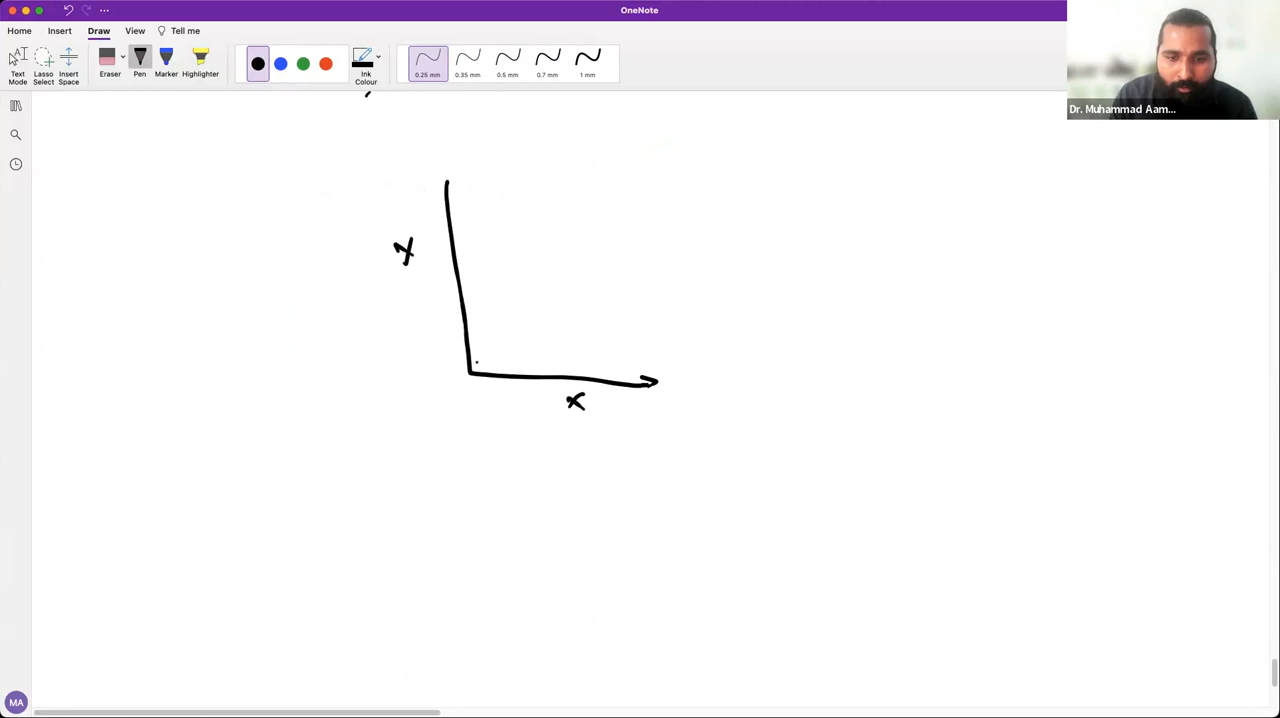 OneNote
Home Insert Draw View Tell me
Text Mode Lasso Select Insert Space Eraser Pen Marker Highlighter Ink Colour 0.25 mm 0.35 mm 0.5 mm 0.7 mm 1 mm
Dr. Muhammad Aam...
y
x
MA